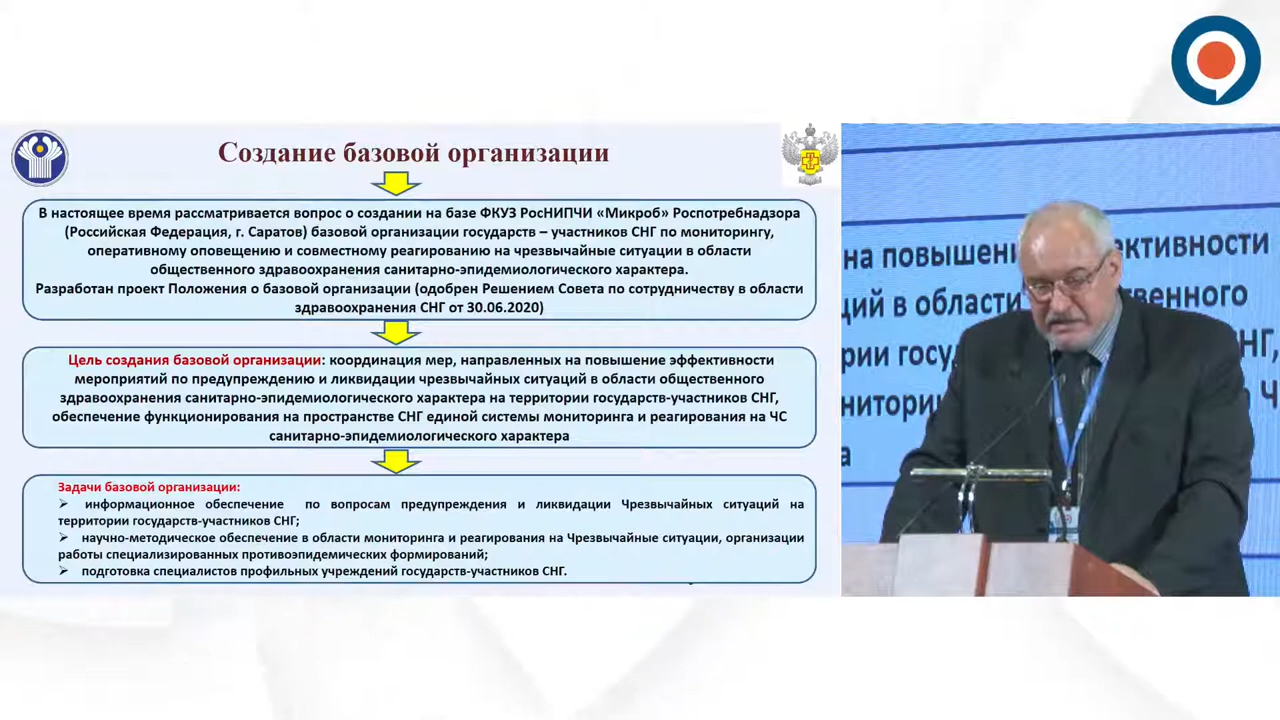 Создание базовой организации
В настоящее время рассматривается вопрос о создании на базе ФКУЗ РосНИПЧИ «Микроб» Роспотребнадзора
(Российская Федерация, г. Саратов) базовой организации государств – участников СНГ по мониторингу,
оперативному оповещению и совместному реагированию на чрезвычайные ситуации в области
общественного здравоохранения санитарно-эпидемиологического характера.
Разработан проект Положения о базовой организации (одобрен Решением Совета по сотрудничеству в области
здравоохранения СНГ от 30.06.2020)
Цель создания базовой организации: координация мер, направленных на повышение эффективности
мероприятий по предупреждению и ликвидации чрезвычайных ситуаций в области общественного
здравоохранения санитарно-эпидемиологического характера на территории государств-участников СНГ,
обеспечение функционирования на пространстве СНГ единой системы мониторинга и реагирования на ЧС
санитарно-эпидемиологического характера
Задачи базовой организации:
информационное обеспечение по вопросам предупреждения и ликвидации Чрезвычайных ситуаций на
территории государств-участников СНГ;
научно-методическое обеспечение в области мониторинга и реагирования на Чрезвычайные ситуации, организации
работы специализированных противоэпидемических формирований;
подготовка специалистов профильных учреждений государств-участников СНГ.
на повышени ективности
ций в области твенного
рии госу НГ,
ниторин Ч
а